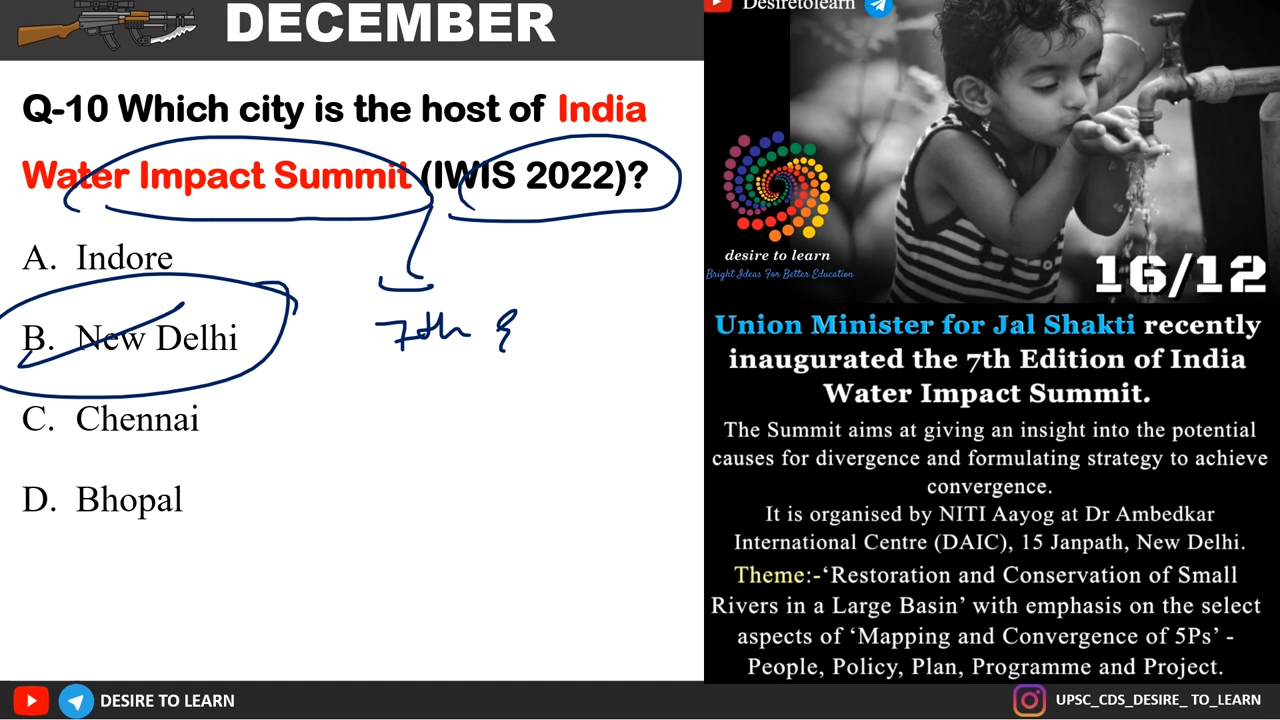 DECEMBER
Q-10 Which city is the host of India
Water Impact Summit (IWIS 2022)?
A. Indore
B. New Delhi
C. Chennai
D. Bhopal
7th
Desiretolearn
desire to learn
Bright Ideas For Better Education
16/12
Union Minister for Jal Shakti recently
inaugurated the 7th Edition of India
Water Impact Summit.
The Summit aims at giving an insight into the potential
causes for divergence and formulating strategy to achieve
convergence.
It is organised by NITI Aayog at Dr Ambedkar
International Centre (DAIC), 15 Janpath, New Delhi.
Theme:-‘Restoration and Conservation of Small
Rivers in a Large Basin’ with emphasis on the select
aspects of ‘Mapping and Convergence of 5Ps’ -
People, Policy, Plan, Programme and Project.
DESIRE TO LEARN
UPSC_CDS_DESIRE_ TO_LEARN